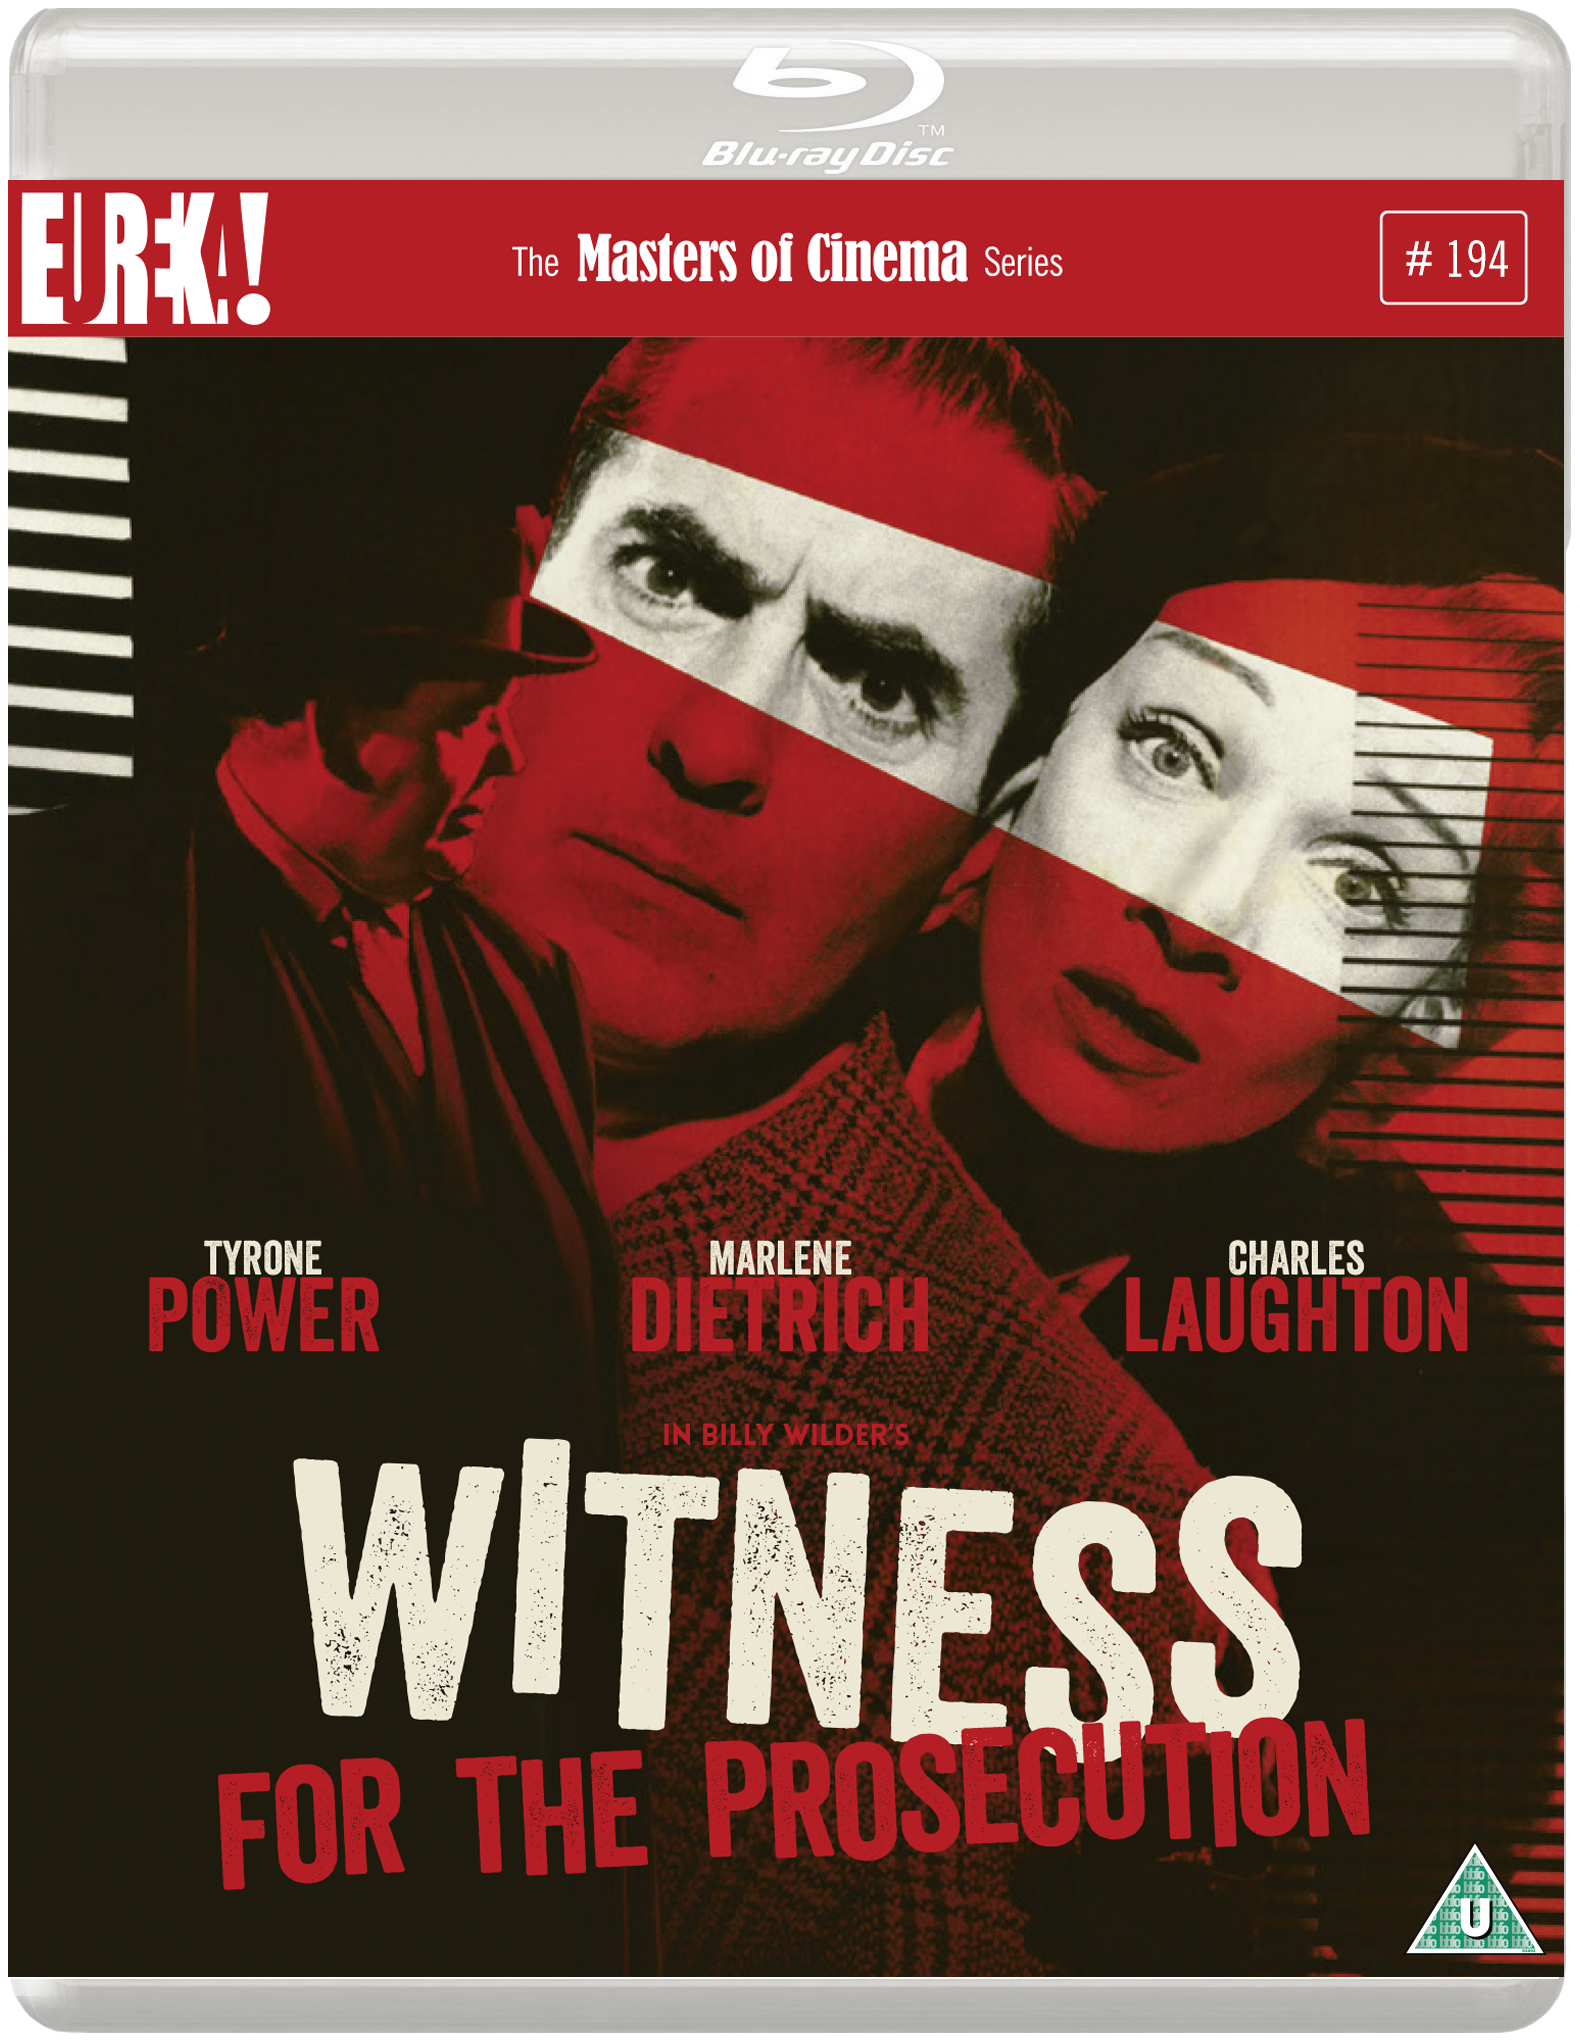 Blu-ray Disc
TM
EUREKA!
The Masters of Cinema Series
# 194
TYRONE
POWER
MARLENE
DIETRICH
CHARLES
LAUGHTON
IN BILLY WILDER'S
WITNESS
FOR THE PROSECUTION
U